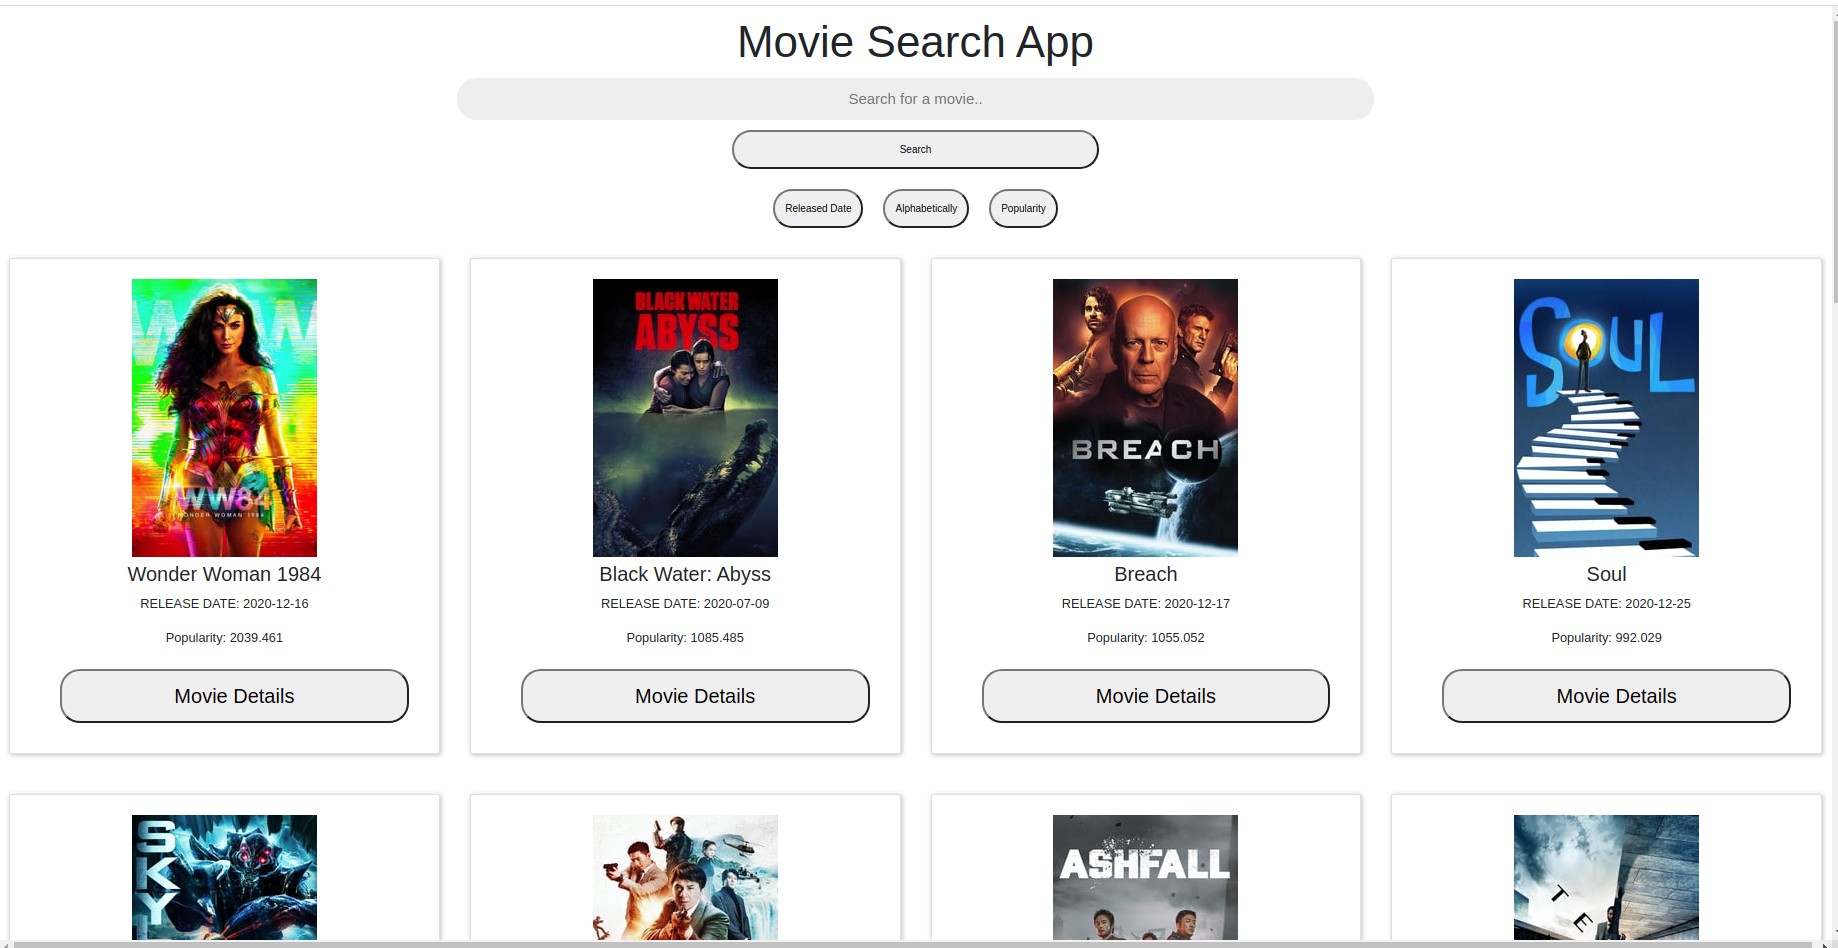 Movie Search App
Search for a movie..
Search
Released Date Alphabetically Popularity
WW
WW84
WONDER WOMAN 1984
BLACK WATER
ABYSS
BREACH
SOUL
Wonder Woman 1984
RELEASE DATE: 2020-12-16
Popularity: 2039.461
Movie Details
Black Water: Abyss
RELEASE DATE: 2020-07-09
Popularity: 1085.485
Movie Details
Breach
RELEASE DATE: 2020-12-17
Popularity: 1055.052
Movie Details
Soul
RELEASE DATE: 2020-12-25
Popularity: 992.029
Movie Details
SKY
ASHFALL
TE